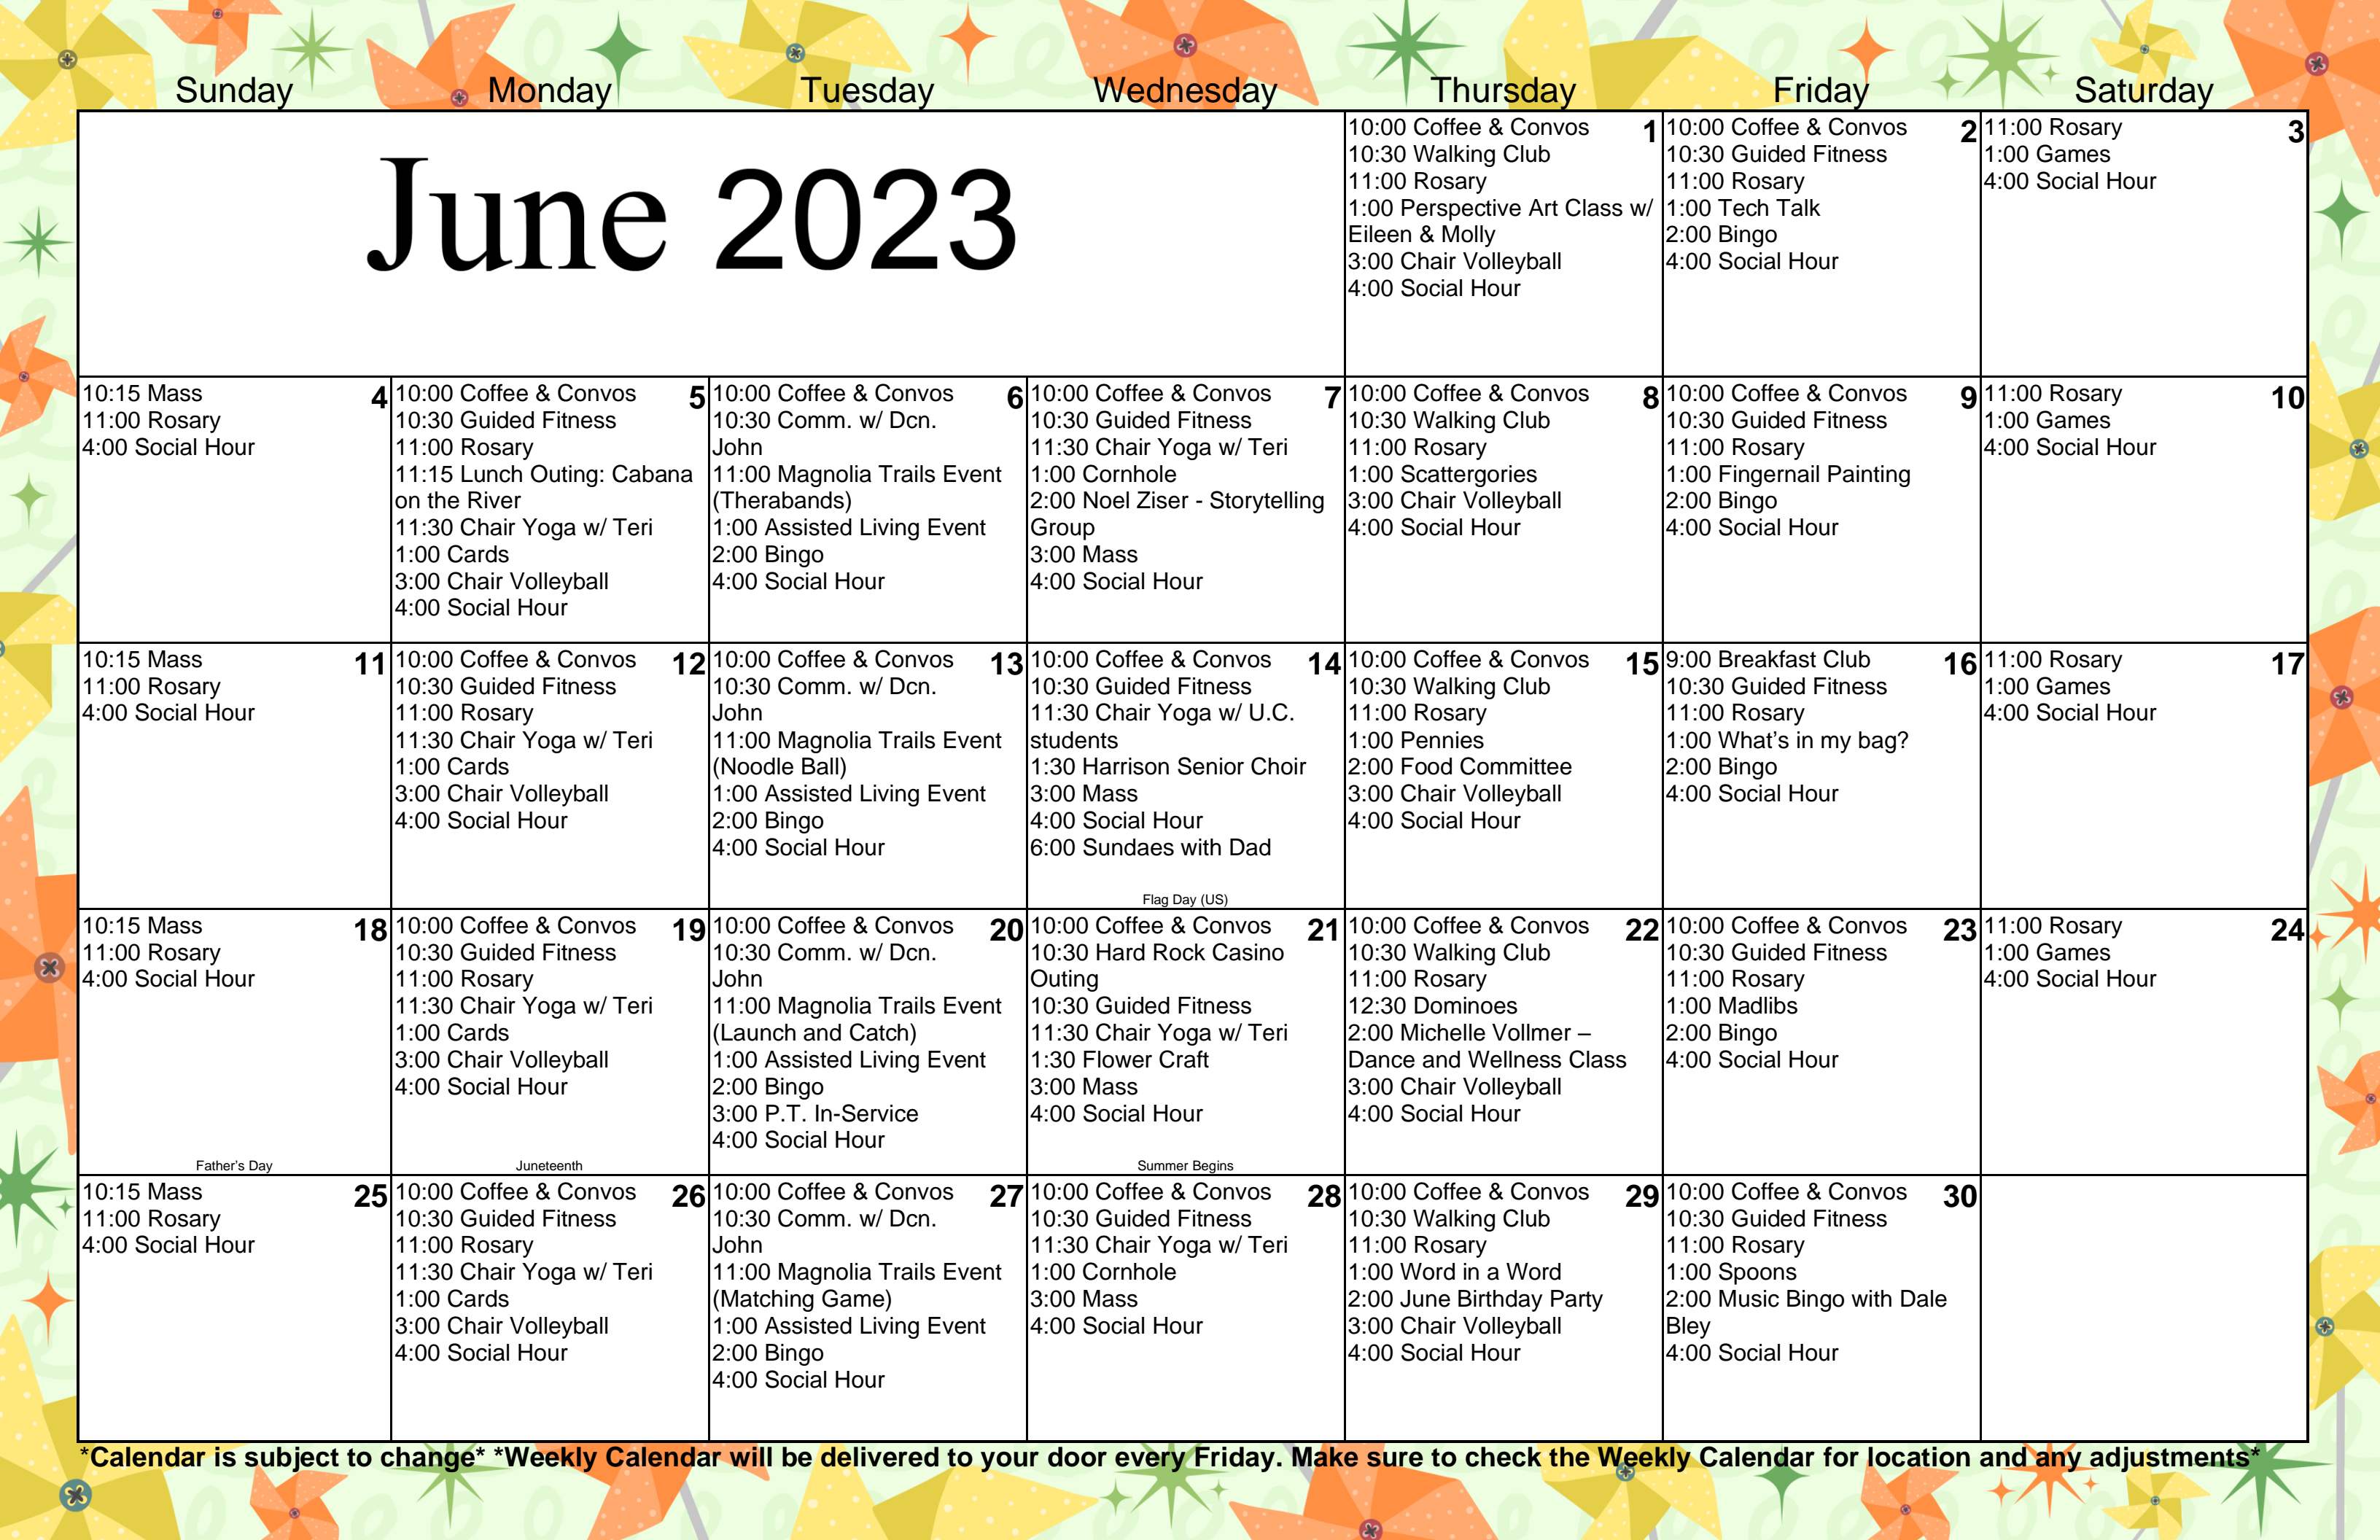 Sunday Monday Tuesday Wednesday Thursday Friday Saturday
June 2023
10:00 Coffee & Convos 1
10:30 Walking Club
11:00 Rosary
1:00 Perspective Art Class w/
Eileen & Molly
3:00 Chair Volleyball
4:00 Social Hour
10:00 Coffee & Convos 2
10:30 Guided Fitness
11:00 Rosary
1:00 Tech Talk
2:00 Bingo
4:00 Social Hour
11:00 Rosary 3
1:00 Games
4:00 Social Hour
10:15 Mass 4
11:00 Rosary
4:00 Social Hour
10:00 Coffee & Convos 5
10:30 Guided Fitness
11:00 Rosary
11:15 Lunch Outing: Cabana
on the River
11:30 Chair Yoga w/ Teri
1:00 Cards
3:00 Chair Volleyball
4:00 Social Hour
10:00 Coffee & Convos 6
10:30 Comm. w/ Dcn.
John
11:00 Magnolia Trails Event
(Therabands)
1:00 Assisted Living Event
2:00 Bingo
4:00 Social Hour
10:00 Coffee & Convos 7
10:30 Guided Fitness
11:30 Chair Yoga w/ Teri
1:00 Cornhole
2:00 Noel Ziser - Storytelling
Group
3:00 Mass
4:00 Social Hour
10:00 Coffee & Convos 8
10:30 Walking Club
11:00 Rosary
1:00 Scattergories
3:00 Chair Volleyball
4:00 Social Hour
10:00 Coffee & Convos 9
10:30 Guided Fitness
11:00 Rosary
1:00 Fingernail Painting
2:00 Bingo
4:00 Social Hour
11:00 Rosary 10
1:00 Games
4:00 Social Hour
10:15 Mass 11
11:00 Rosary
4:00 Social Hour
10:00 Coffee & Convos 12
10:30 Guided Fitness
11:00 Rosary
11:30 Chair Yoga w/ Teri
1:00 Cards
3:00 Chair Volleyball
4:00 Social Hour
10:00 Coffee & Convos 13
10:30 Comm. w/ Dcn.
John
11:00 Magnolia Trails Event
(Noodle Ball)
1:00 Assisted Living Event
2:00 Bingo
4:00 Social Hour
10:00 Coffee & Convos 14
10:30 Guided Fitness
11:30 Chair Yoga w/ U.C.
students
1:30 Harrison Senior Choir
3:00 Mass
4:00 Social Hour
6:00 Sundaes with Dad
Flag Day (US)
10:00 Coffee & Convos 15
10:30 Walking Club
11:00 Rosary
1:00 Pennies
2:00 Food Committee
3:00 Chair Volleyball
4:00 Social Hour
9:00 Breakfast Club 16
10:30 Guided Fitness
11:00 Rosary
1:00 What's in my bag?
2:00 Bingo
4:00 Social Hour
11:00 Rosary 17
1:00 Games
4:00 Social Hour
10:15 Mass 18
11:00 Rosary
4:00 Social Hour
Father's Day
10:00 Coffee & Convos 19
10:30 Guided Fitness
11:00 Rosary
11:30 Chair Yoga w/ Teri
1:00 Cards
3:00 Chair Volleyball
4:00 Social Hour
Juneteenth
10:00 Coffee & Convos 20
10:30 Comm. w/ Dcn.
John
11:00 Magnolia Trails Event
(Launch and Catch)
1:00 Assisted Living Event
2:00 Bingo
3:00 P.T. In-Service
4:00 Social Hour
10:00 Coffee & Convos 21
10:30 Hard Rock Casino
Outing
10:30 Guided Fitness
11:30 Chair Yoga w/ Teri
1:30 Flower Craft
3:00 Mass
4:00 Social Hour
Summer Begins
10:00 Coffee & Convos 22
10:30 Walking Club
11:00 Rosary
12:30 Dominoes
2:00 Michelle Vollmer –
Dance and Wellness Class
3:00 Chair Volleyball
4:00 Social Hour
10:00 Coffee & Convos 23
10:30 Guided Fitness
11:00 Rosary
1:00 Madlibs
2:00 Bingo
4:00 Social Hour
11:00 Rosary 24
1:00 Games
4:00 Social Hour
10:15 Mass 25
11:00 Rosary
4:00 Social Hour
10:00 Coffee & Convos 26
10:30 Guided Fitness
11:00 Rosary
11:30 Chair Yoga w/ Teri
1:00 Cards
3:00 Chair Volleyball
4:00 Social Hour
10:00 Coffee & Convos 27
10:30 Comm. w/ Dcn.
John
11:00 Magnolia Trails Event
(Matching Game)
1:00 Assisted Living Event
2:00 Bingo
4:00 Social Hour
10:00 Coffee & Convos 28
10:30 Guided Fitness
11:30 Chair Yoga w/ Teri
1:00 Cornhole
3:00 Mass
4:00 Social Hour
10:00 Coffee & Convos 29
10:30 Walking Club
11:00 Rosary
1:00 Word in a Word
2:00 June Birthday Party
3:00 Chair Volleyball
4:00 Social Hour
10:00 Coffee & Convos 30
10:30 Guided Fitness
11:00 Rosary
1:00 Spoons
2:00 Music Bingo with Dale
Bley
4:00 Social Hour
*Calendar is subject to change* *Weekly Calendar will be delivered to your door every Friday. Make sure to check the Weekly Calendar for location and any adjustments*